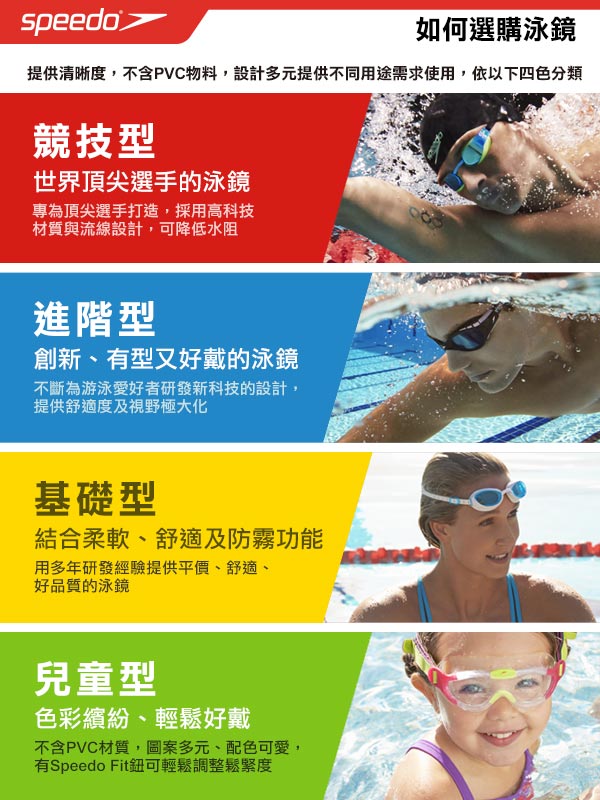 speedo
如何選購泳鏡
提供清晰度，不含PVC物料，設計多元提供不同用途需求使用，依以下四色分類
競技型
世界頂尖選手的泳鏡
專為頂尖選手打造，採用高科技
材質與流線設計，可降低水阻
進階型
創新、有型又好戴的泳鏡
不斷為游泳愛好者研發新科技的設計，
提供舒適度及視野極大化
基礎型
結合柔軟、舒適及防霧功能
用多年研發經驗提供平價、舒適、
好品質的泳鏡
兒童型
色彩繽紛、輕鬆好戴
不含PVC材質，圖案多元、配色可愛，
有Speedo Fit鈕可輕鬆調整鬆緊度